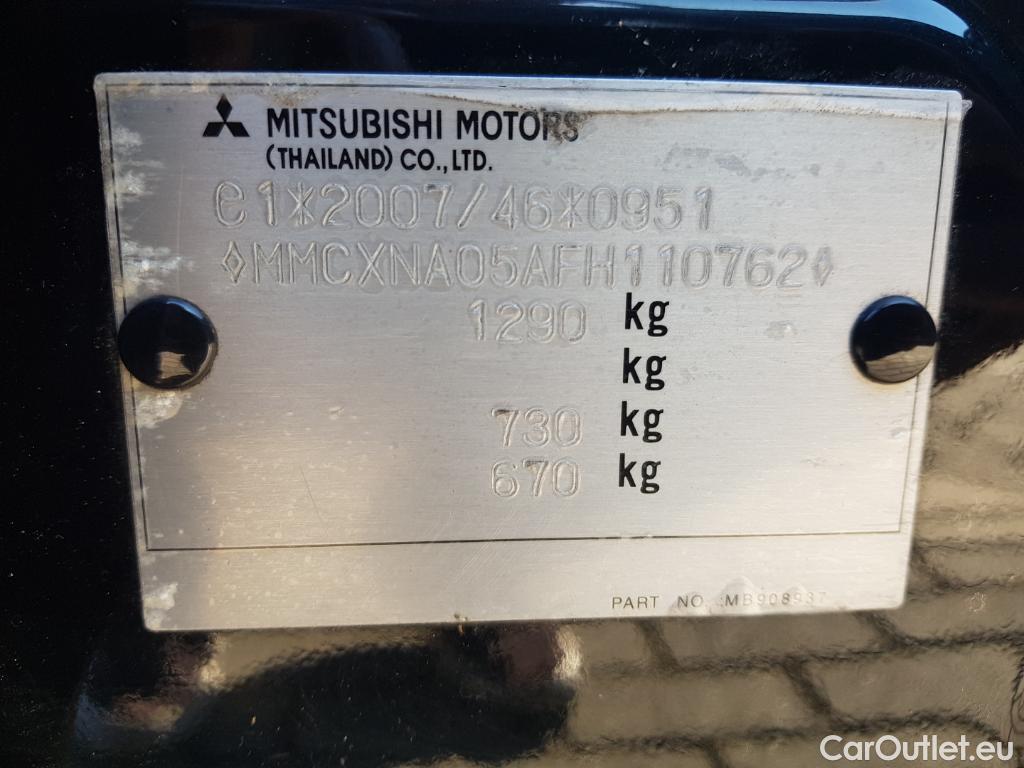 MITSUBISHI MOTORS
(THAILAND) CO.,LTD.
e1*2007/46*0951
◊MMCXNA05AFH110762◊
1290 kg
kg
730 kg
670 kg
PART NO. MB908937
CarOutlet.eu